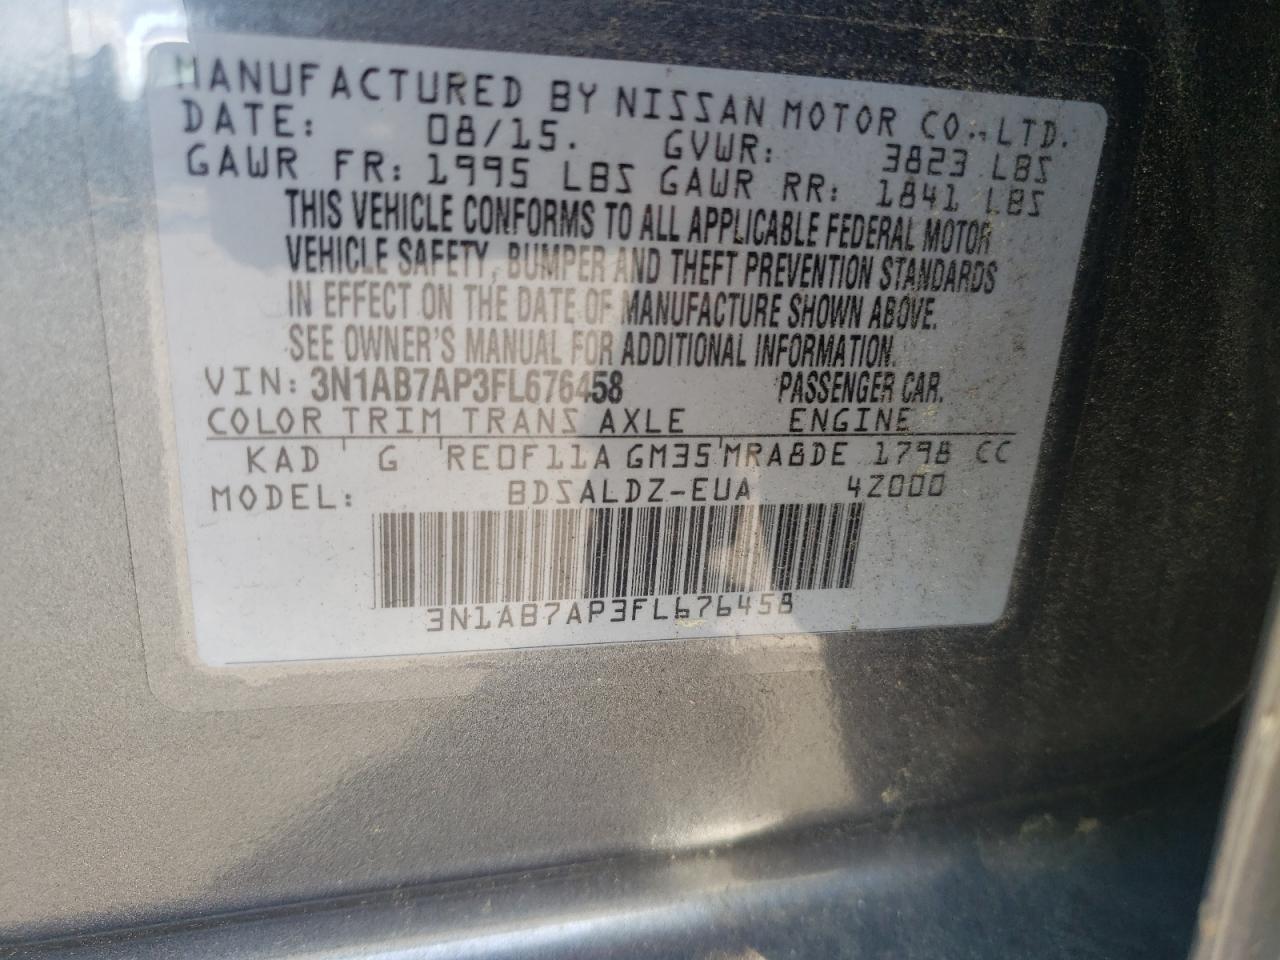 MANUFACTURED BY NISSAN MOTOR CO., LTD.
DATE: 08/15. GVWR: 3823 LBS
GAWR FR: 1995 LBS GAWR RR: 1841 LBS
THIS VEHICLE CONFORMS TO ALL APPLICABLE FEDERAL MOTOR
VEHICLE SAFETY, BUMPER AND THEFT PREVENTION STANDARDS
IN EFFECT ON THE DATE OF MANUFACTURE SHOWN ABOVE.
SEE OWNER'S MANUAL FOR ADDITIONAL INFORMATION.
VIN: 3N1AB7AP3FL676458 PASSENGER CAR.
COLOR TRIM TRANS AXLE ENGINE
KAD G RE0F11A GM35 MRA8DE 1798 CC
MODEL: BDSALDZ-EUA 4Z000
3N1AB7AP3FL676458